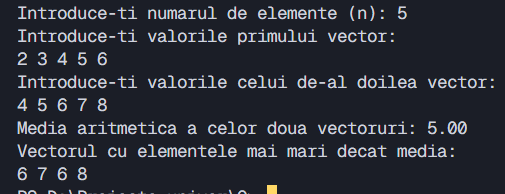 Introduce-ti numarul de elemente (n): 5
Introduce-ti valorile primului vector:
2 3 4 5 6
Introduce-ti valorile celui de-al doilea vector:
4 5 6 7 8
Media aritmetica a celor doua vectoruri: 5.00
Vectorul cu elementele mai mari decat media:
6 7 6 8
PS D:\Projects